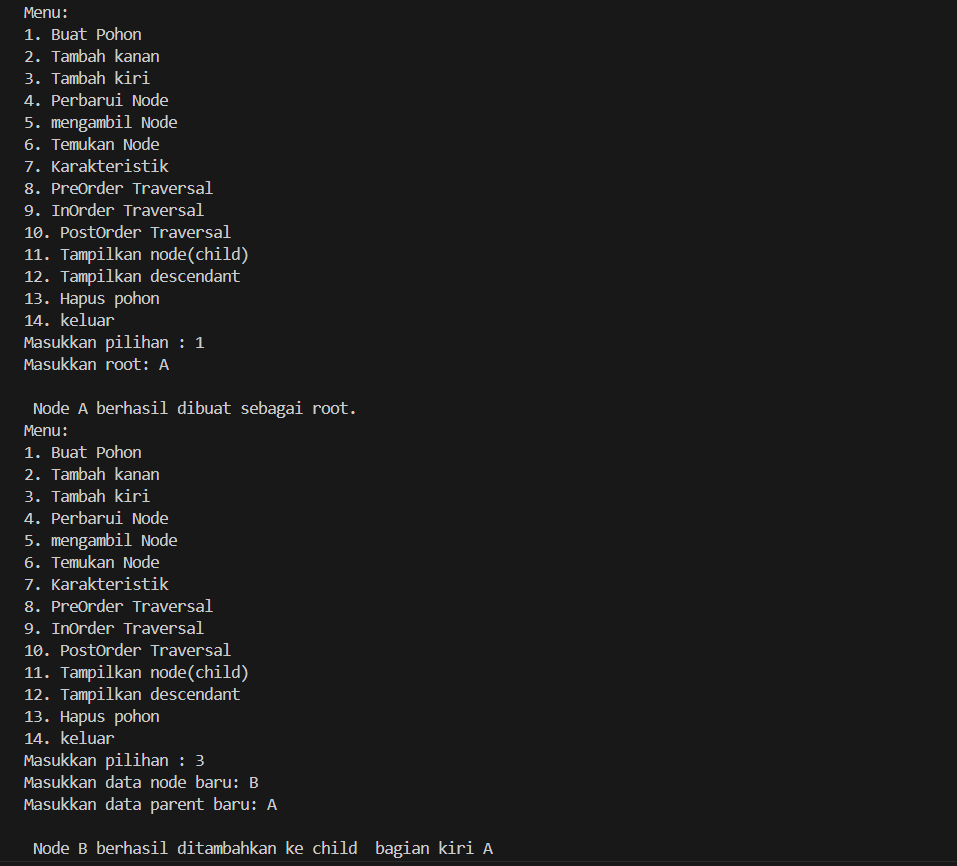 Menu:
1. Buat Pohon
2. Tambah kanan
3. Tambah kiri
4. Perbarui Node
5. mengambil Node
6. Temukan Node
7. Karakteristik
8. PreOrder Traversal
9. InOrder Traversal
10. PostOrder Traversal
11. Tampilkan node(child)
12. Tampilkan descendant
13. Hapus pohon
14. keluar
Masukkan pilihan : 1
Masukkan root: A
Node A berhasil dibuat sebagai root.
Menu:
1. Buat Pohon
2. Tambah kanan
3. Tambah kiri
4. Perbarui Node
5. mengambil Node
6. Temukan Node
7. Karakteristik
8. PreOrder Traversal
9. InOrder Traversal
10. PostOrder Traversal
11. Tampilkan node(child)
12. Tampilkan descendant
13. Hapus pohon
14. keluar
Masukkan pilihan : 3
Masukkan data node baru: B
Masukkan data parent baru: A
Node B berhasil ditambahkan ke child  bagian kiri A